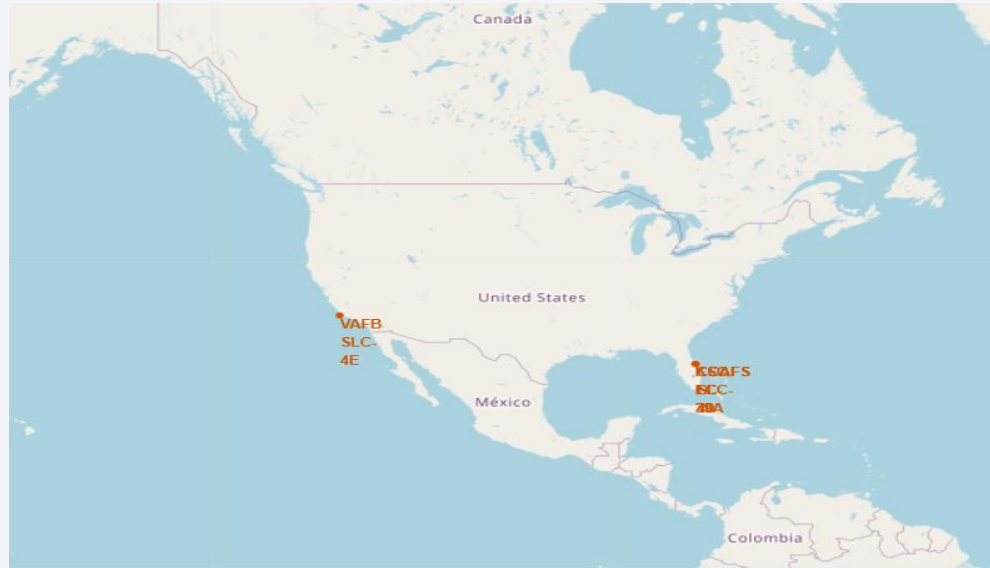 Canada
United States
VAFB
SLC-
4E
México
Colombia